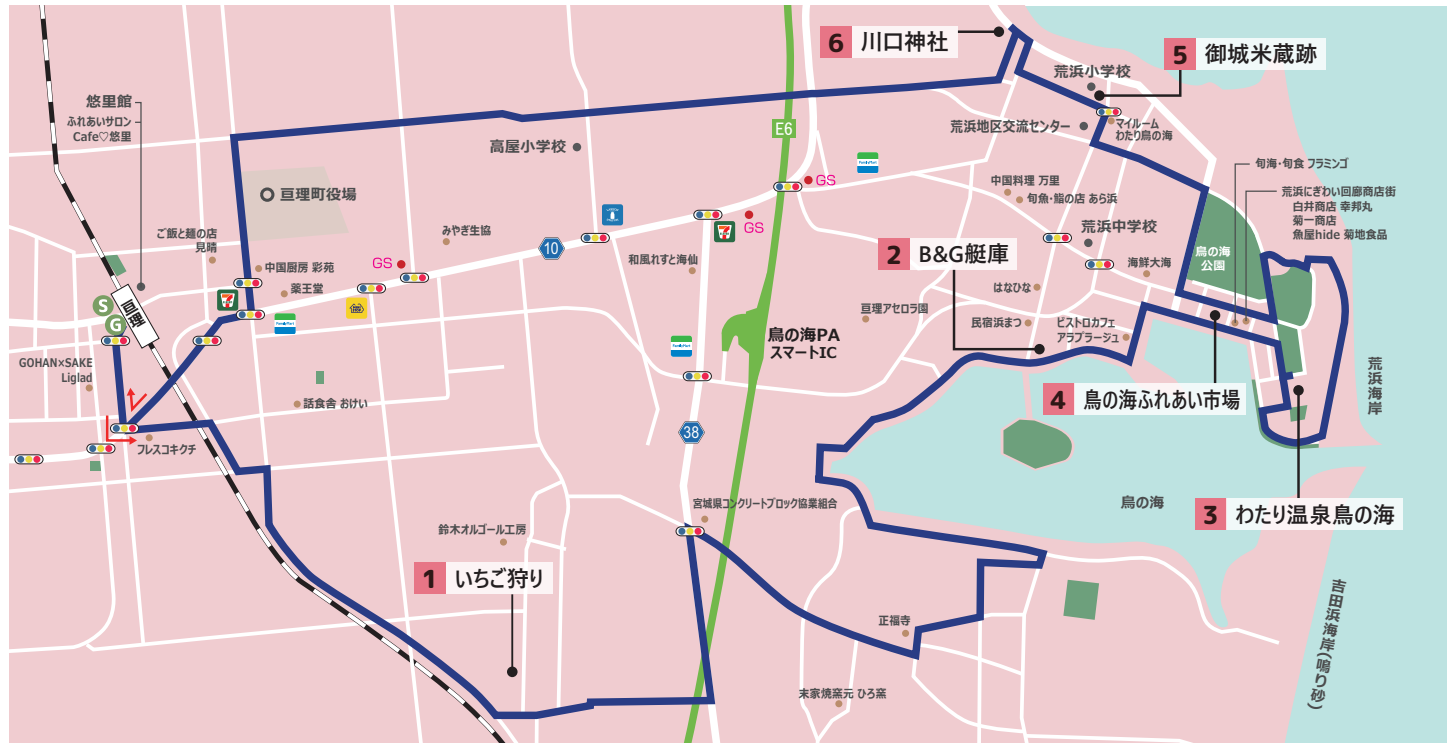 6 川口神社
5 御城米蔵跡
荒浜小学校
悠里館
ふれあいサロン
Cafe♡悠里
E6
荒浜地区交流センター
マイルーム
わたり鳥の海
高屋小学校
GS
FamilyMart
旬海・旬食 フラミンゴ
中国料理 万里
旬魚・鮨の店 あら浜
荒浜にぎわい回廊商店街
白井商店 幸邦丸
菊一商店
魚屋hide 菊地食品
亘理町役場
GS
みやぎ生協
10
荒浜中学校
ご飯と麺の店
見晴
中国厨房 彩苑
GS
和風れすと海仙
2 B&G艇庫
海鮮大海
鳥の海
公園
薬王堂
はなひな
S
G
亘理
FamilyMart
亘理アセロラ園
民宿浜まつ
ビストロカフェ
アラプラージュ
鳥の海PA
スマートIC
FamilyMart
GOHAN×SAKE
Liglad
荒浜海岸
4 鳥の海ふれあい市場
話食舎 おけい
38
フレスコキクチ
宮城県コンクリートブロック協業組合
鳥の海
3 わたり温泉鳥の海
鈴木オルゴール工房
1 いちご狩り
正福寺
吉田浜海岸(鳴り砂)
末家焼窯元 ひろ窯